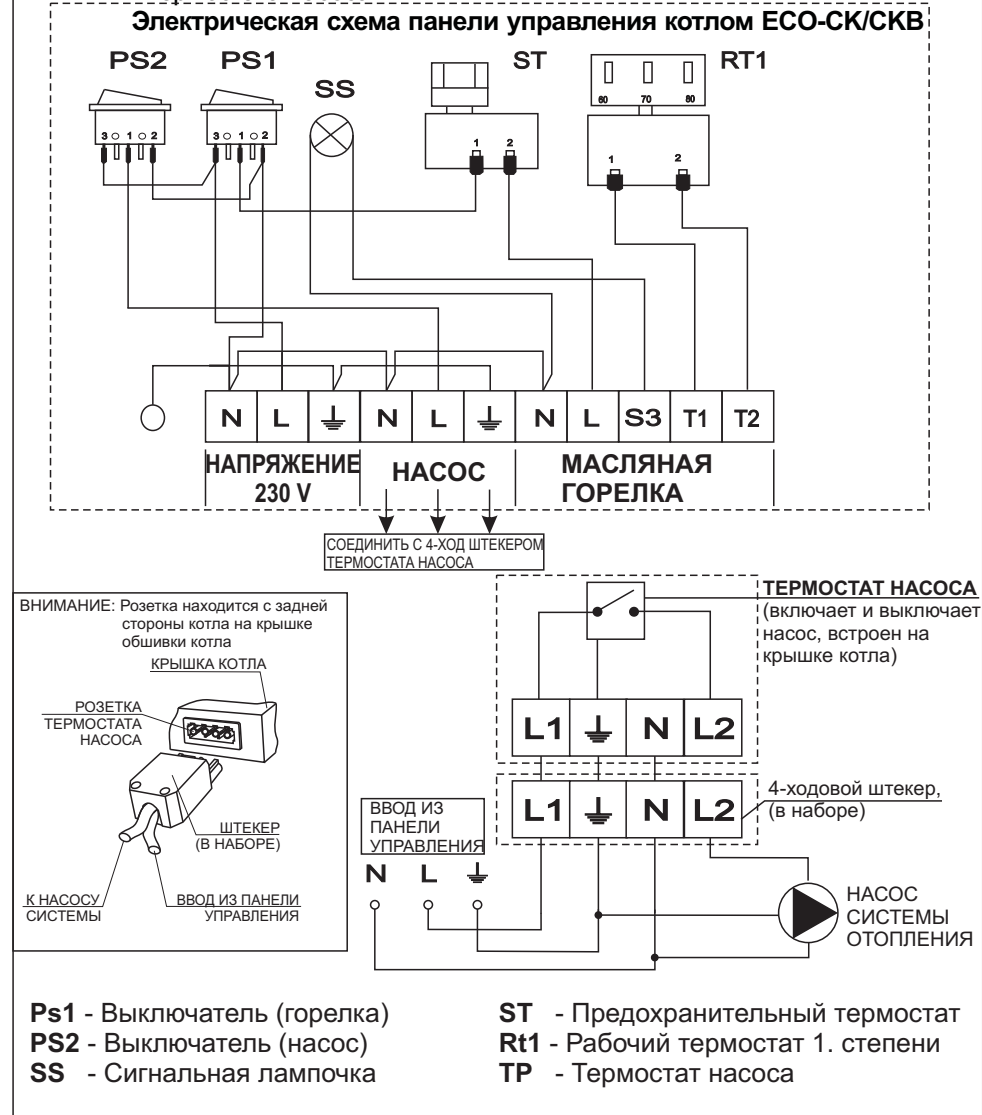 Электрическая схема панели управления котлом ECO-CK/CKB
PS2 PS1 SS ST RT1
60 70 80
3 1 2 3 1 2
1 2
1 2
N L N L N L S3 T1 T2
НАПРЯЖЕНИЕ
230 V
НАСОС
МАСЛЯНАЯ
ГОРЕЛКА
СОЕДИНИТЬ С 4-ХОД ШТЕКЕРОМ
ТЕРМОСТАТА НАСОСА
ВНИМАНИЕ: Розетка находится с задней
стороны котла на крышке
обшивки котла
КРЫШКА КОТЛА
РОЗЕТКА
ТЕРМОСТАТА
НАСОСА
ШТЕКЕР
(В НАБОРЕ)
К НАСОСУ
СИСТЕМЫ
ВВОД ИЗ ПАНЕЛИ
УПРАВЛЕНИЯ
ТЕРМОСТАТ НАСОСА
(включает и выключает
насос, встроен на
крышке котла)
L1 N L2
L1 N L2
4-ходовой штекер,
(в наборе)
ВВОД ИЗ
ПАНЕЛИ
УПРАВЛЕНИЯ
N L
НАСОС
СИСТЕМЫ
ОТОПЛЕНИЯ
Ps1 - Выключатель (горелка)
PS2 - Выключатель (насос)
SS - Сигнальная лампочка
ST - Предохранительный термостат
Rt1 - Рабочий термостат 1. степени
TP - Термостат насоса